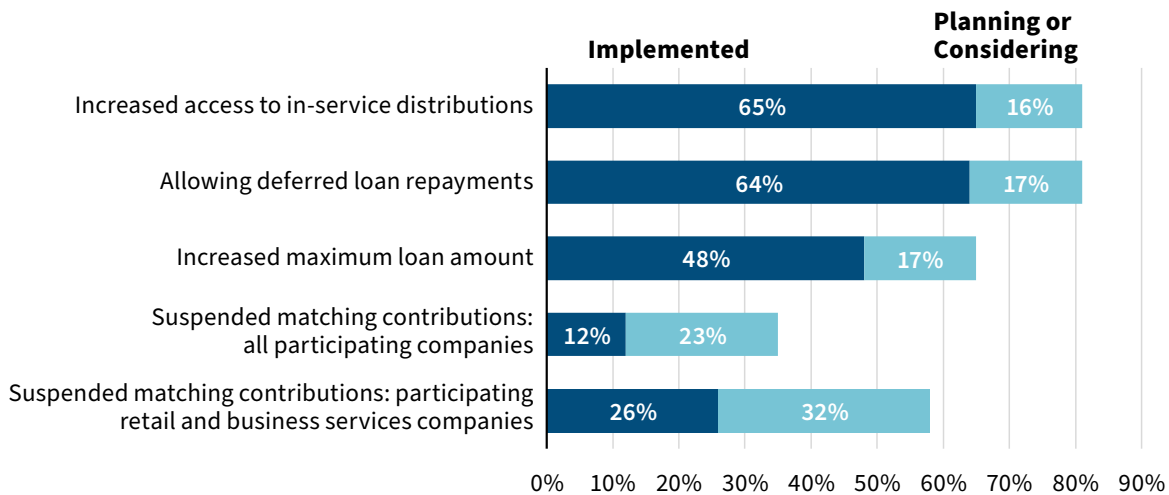 Implemented
Planning or
Considering
Increased access to in-service distributions
65%
16%
Allowing deferred loan repayments
64%
17%
Increased maximum loan amount
48%
17%
Suspended matching contributions:
all participating companies
12%
23%
Suspended matching contributions: participating
retail and business services companies
26%
32%
0% 10% 20% 30% 40% 50% 60% 70% 80% 90%